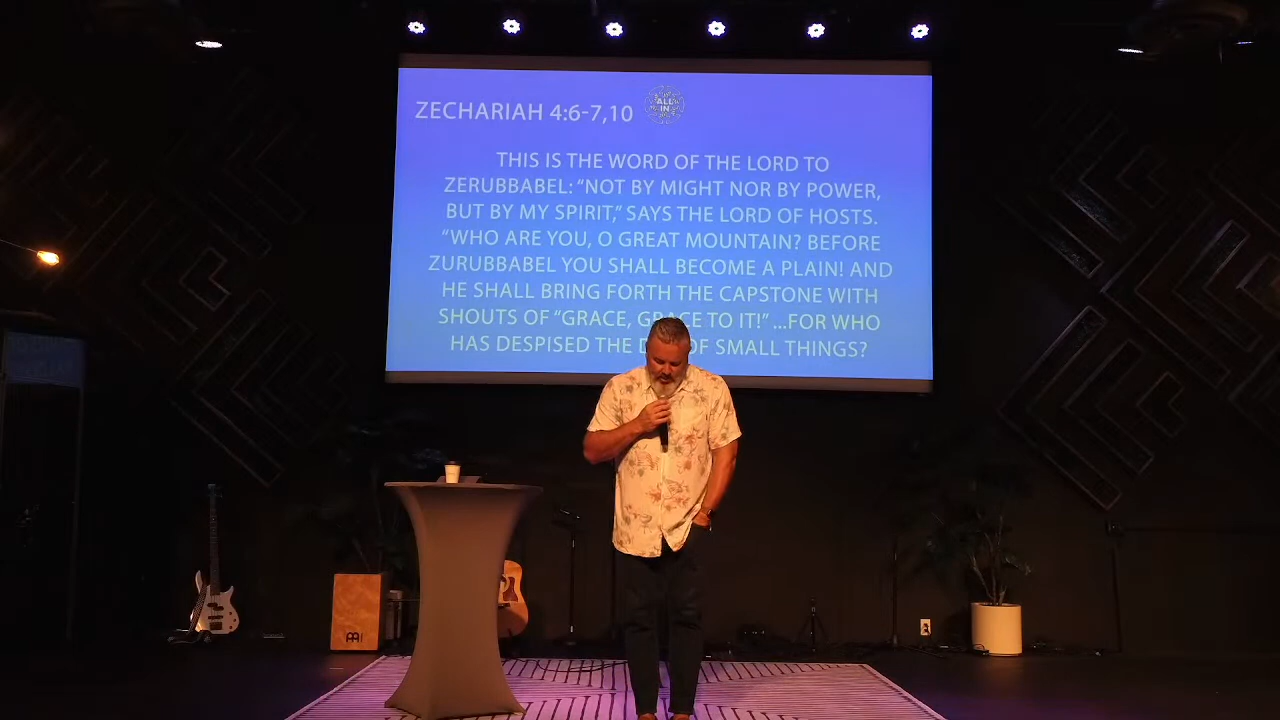 ZECHARIAH 4:6-7,10
ALL
IN
THIS IS THE WORD OF THE LORD TO
ZERUBBABEL: “NOT BY MIGHT NOR BY POWER,
BUT BY MY SPIRIT,” SAYS THE LORD OF HOSTS.
“WHO ARE YOU, O GREAT MOUNTAIN? BEFORE
ZURUBBABEL YOU SHALL BECOME A PLAIN! AND
HE SHALL BRING FORTH THE CAPSTONE WITH
SHOUTS OF “GRACE, GRACE TO IT!” ...FOR WHO
HAS DESPISED THE OF SMALL THINGS?